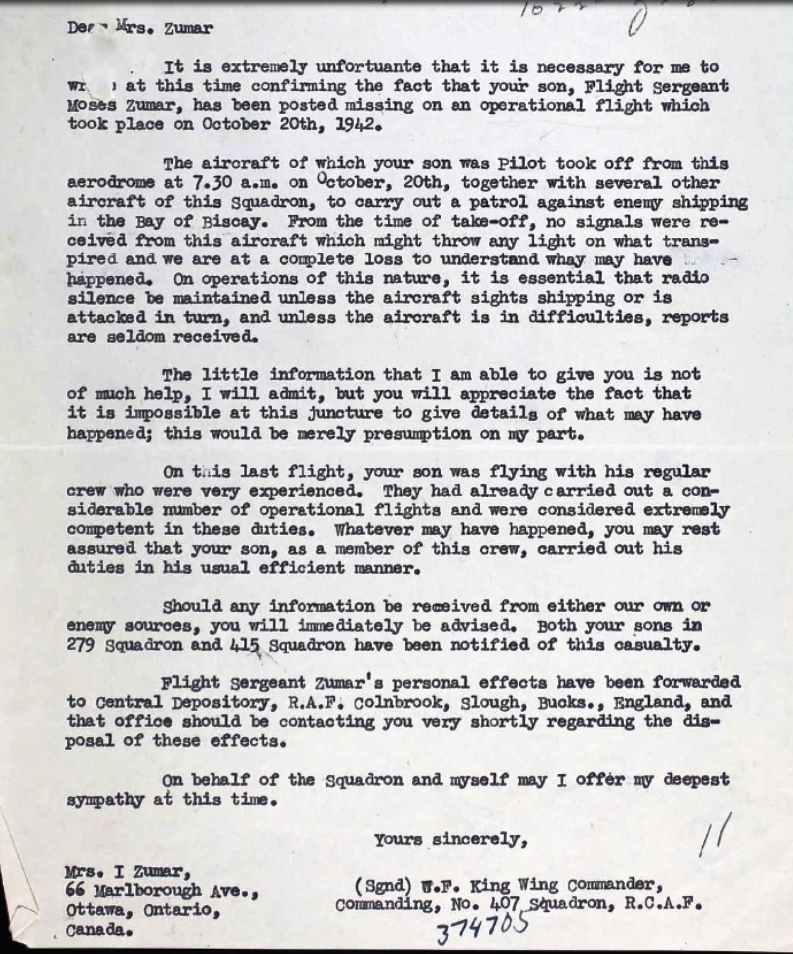 Dear Mrs. Zumar
It is extremely unfortuante that it is necessary for me to
at this time confirming the fact that your son, Flight Sergeant
Moses Zumar, has been posted missing on an operational flight which
took place on October 20th, 1942.
The aircraft of which your son was Pilot took off from this
aerodrome at 7.30 a.m. on October, 20th, together with several other
aircraft of this Squadron, to carry out a patrol against enemy shipping
in the Bay of Biscay. From the time of take-off, no signals were re-
ceived from this aircraft which might throw any light on what trans-
pired and we are at a complete loss to understand whay may have
happened. On operations of this nature, it is essential that radio
silence be maintained unless the aircraft sights shipping or is
attacked in turn, and unless the aircraft is in difficulties, reports
are seldom received.
The little information that I am able to give you is not
of much help, I will admit, but you will appreciate the fact that
it is impossible at this juncture to give details of what may have
happened; this would be merely presumption on my part.
On this last flight, your son was flying with his regular
crew who were very experienced. They had already carried out a con-
siderable number of operational flights and were considered extremely
competent in these duties. Whatever may have happened, you may rest
assured that your son, as a member of this crew, carried out his
duties in his usual efficient manner.
Should any information be received from either our own or
enemy sources, you will immediately be advised. Both your sons in
279 Squadron and 415 Squadron have been notified of this casualty.
Flight Sergeant Zumar's personal effects have been forwarded
to Central Depository, R.A.F. Colnbrook, Slough, Bucks., England, and
that office should be contacting you very shortly regarding the dis-
posal of these effects.
On behalf of the Squadron and myself may I offer my deepest
sympathy at this time.
Yours sincerely,
11
Mrs. I Zumar,
66 Marlborough Ave.,
Ottawa, Ontario,
Canada.
(Sgnd) W.F. King Wing Commander,
Commanding, No. 407 Squadron, R.C.A.F.
374705